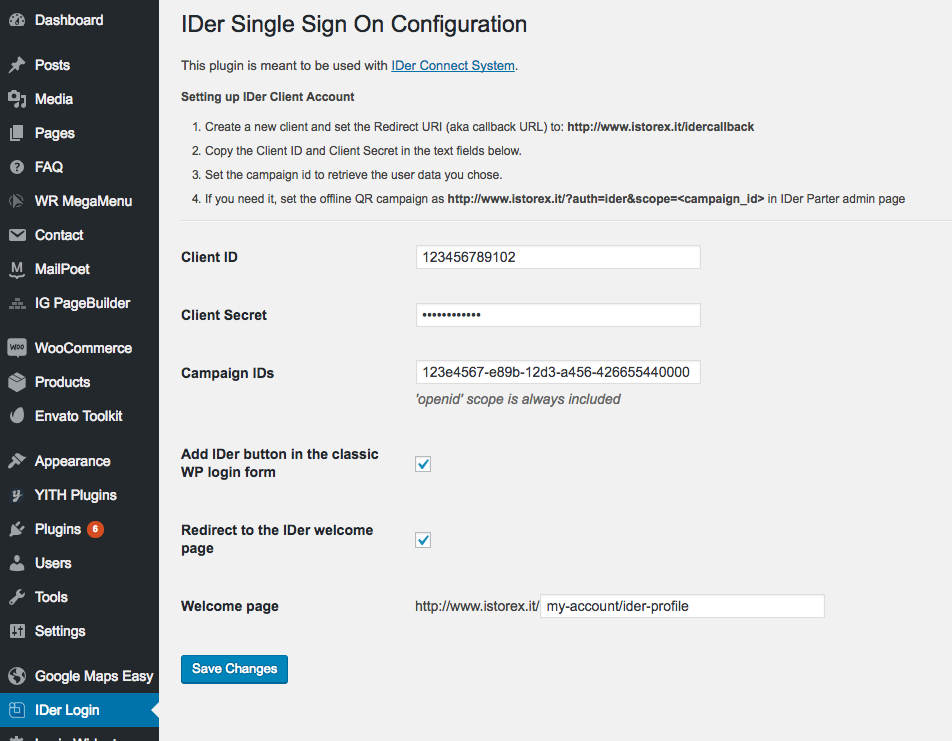 Dashboard
Posts
Media
Pages
FAQ
WR MegaMenu
Contact
MailPoet
IG PageBuilder
WooCommerce
Products
Envato Toolkit
Appearance
YITH Plugins
Plugins 6
Users
Tools
Settings
Google Maps Easy
IDer Login
IDer Single Sign On Configuration
This plugin is meant to be used with IDer Connect System.
Setting up IDer Client Account
1. Create a new client and set the Redirect URI (aka callback URL) to: http://www.istorex.it/idercallback
2. Copy the Client ID and Client Secret in the text fields below.
3. Set the campaign id to retrieve the user data you chose.
4. If you need it, set the offline QR campaign as http://www.istorex.it/?auth=ider&scope=<campaign_id> in IDer Parter admin page
Client ID
123456789102
Client Secret
••••••••••••
Campaign IDs
123e4567-e89b-12d3-a456-426655440000
'openid' scope is always included
Add IDer button in the classic
WP login form
Redirect to the IDer welcome
page
Welcome page
http://www.istorex.it/ my-account/ider-profile
Save Changes